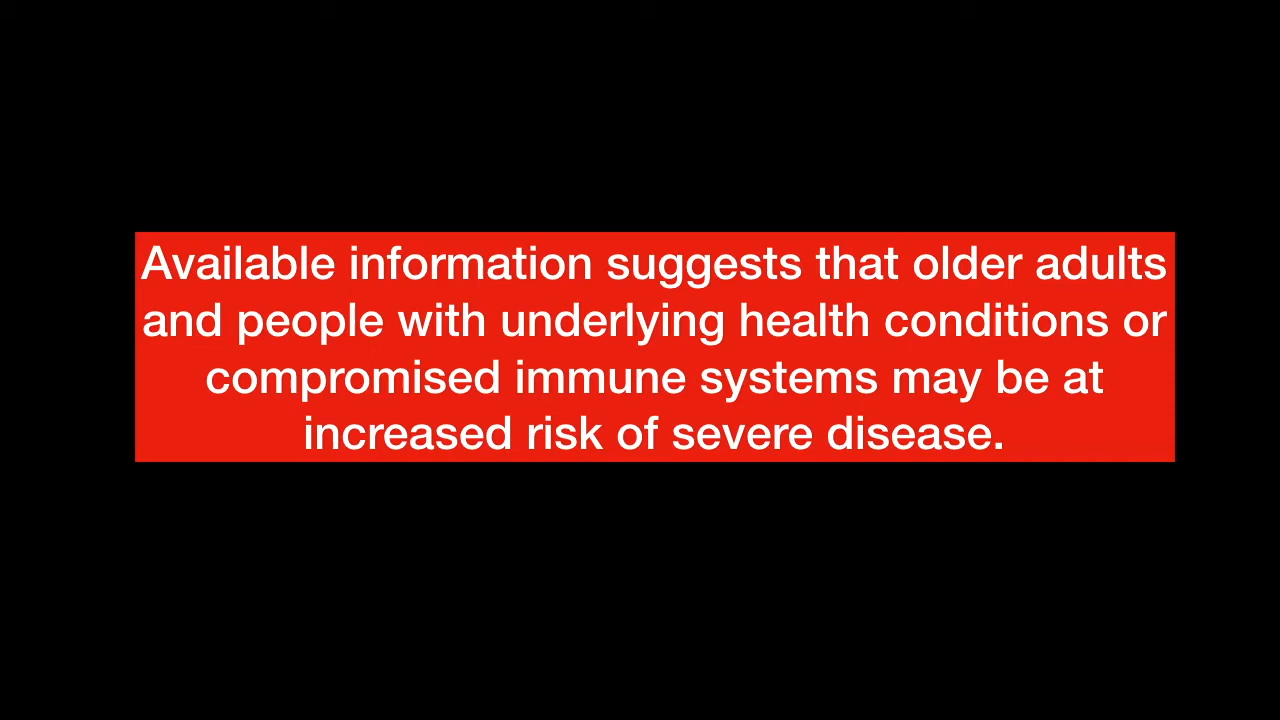 Available information suggests that older adults
and people with underlying health conditions or
compromised immune systems may be at
increased risk of severe disease.